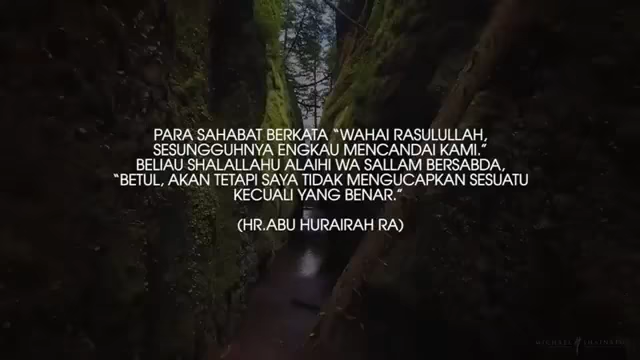 PARA SAHABAT BERKATA “WAHAI RASULULLAH,
SESUNGGUHNYA ENGKAU MENCANDAI KAMI.”
BELIAU SHALALLAHU ALAIHI WA SALLAM BERSABDA,
“BETUL, AKAN TETAPI SAYA TIDAK MENGUCAPKAN SESUATU
KECUALI YANG BENAR.”
(HR.ABU HURAIRAH RA)
MICHAEL